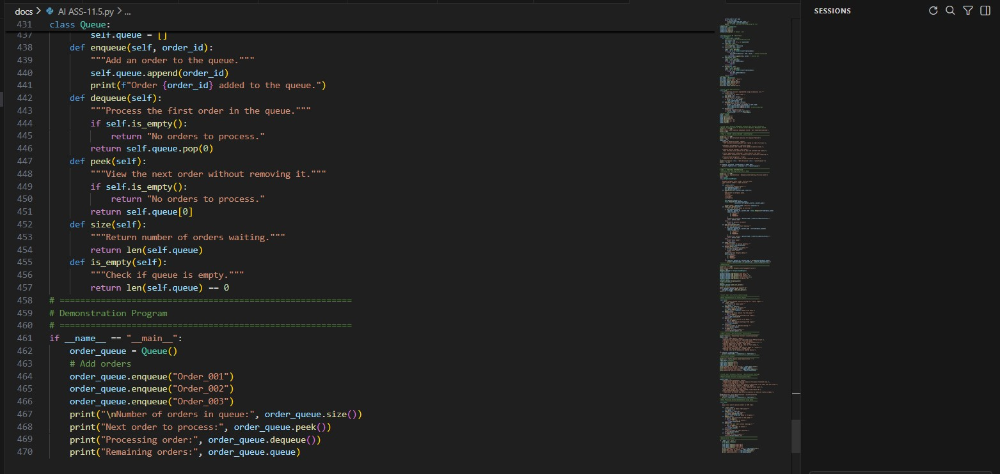 docs > AI ASS-11.5.py > ...
SESSIONS
431 class Queue:
437         self.queue = []
438     def enqueue(self, order_id):
439         """Add an order to the queue."""
440         self.queue.append(order_id)
441         print(f"Order {order_id} added to the queue.")
442     def dequeue(self):
443         """Process the first order in the queue."""
444         if self.is_empty():
445             return "No orders to process."
446         return self.queue.pop(0)
447     def peek(self):
448         """View the next order without removing it."""
449         if self.is_empty():
450             return "No orders to process."
451         return self.queue[0]
452     def size(self):
453         """Return number of orders waiting."""
454         return len(self.queue)
455     def is_empty(self):
456         """Check if queue is empty."""
457         return len(self.queue) == 0
458 # =========================================================
459 # Demonstration Program
460 # =========================================================
461 if __name__ == "__main__":
462     order_queue = Queue()
463     # Add orders
464     order_queue.enqueue("Order_001")
465     order_queue.enqueue("Order_002")
466     order_queue.enqueue("Order_003")
467     print("\nNumber of orders in queue:", order_queue.size())
468     print("Next order to process:", order_queue.peek())
469     print("Processing order:", order_queue.dequeue())
470     print("Remaining orders:", order_queue.queue)